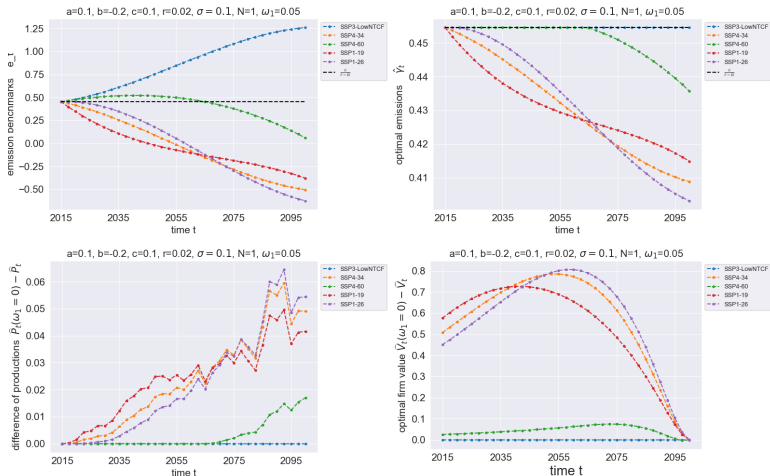 a=0.1, b=-0.2, c=0.1, r=0.02, σ = 0.1, N=1, ω₁=0.05
emission benchmarks e_t
1.25
1.00
0.75
0.50
0.25
0.00
−0.25
−0.50
2015 2035 2055 2075 2095
time t
SSP3-LowNTCF
SSP4-34
SSP4-60
SSP1-19
SSP1-26
a=0.1, b=-0.2, c=0.1, r=0.02, σ = 0.1, N=1, ω₁=0.05
optimal emissions Ŷₜ
0.45
0.44
0.43
0.42
0.41
2015 2035 2055 2075 2095
time t
SSP3-LowNTCF
SSP4-34
SSP4-60
SSP1-19
SSP1-26
a=0.1, b=-0.2, c=0.1, r=0.02, σ = 0.1, N=1, ω₁=0.05
difference of productions P̂ₜ(ω₁ = 0) − P̂ₜ
0.06
0.05
0.04
0.03
0.02
0.01
0.00
2015 2035 2055 2075 2095
time t
SSP3-LowNTCF
SSP4-34
SSP4-60
SSP1-19
SSP1-26
a=0.1, b=-0.2, c=0.1, r=0.02, σ = 0.1, N=1, ω₁=0.05
optimal firm value V̂ₜ(ω₁ = 0) − V̂ₜ
0.8
0.7
0.6
0.5
0.4
0.3
0.2
0.1
0.0
2015 2035 2055 2075 2095
time t
SSP3-LowNTCF
SSP4-34
SSP4-60
SSP1-19
SSP1-26